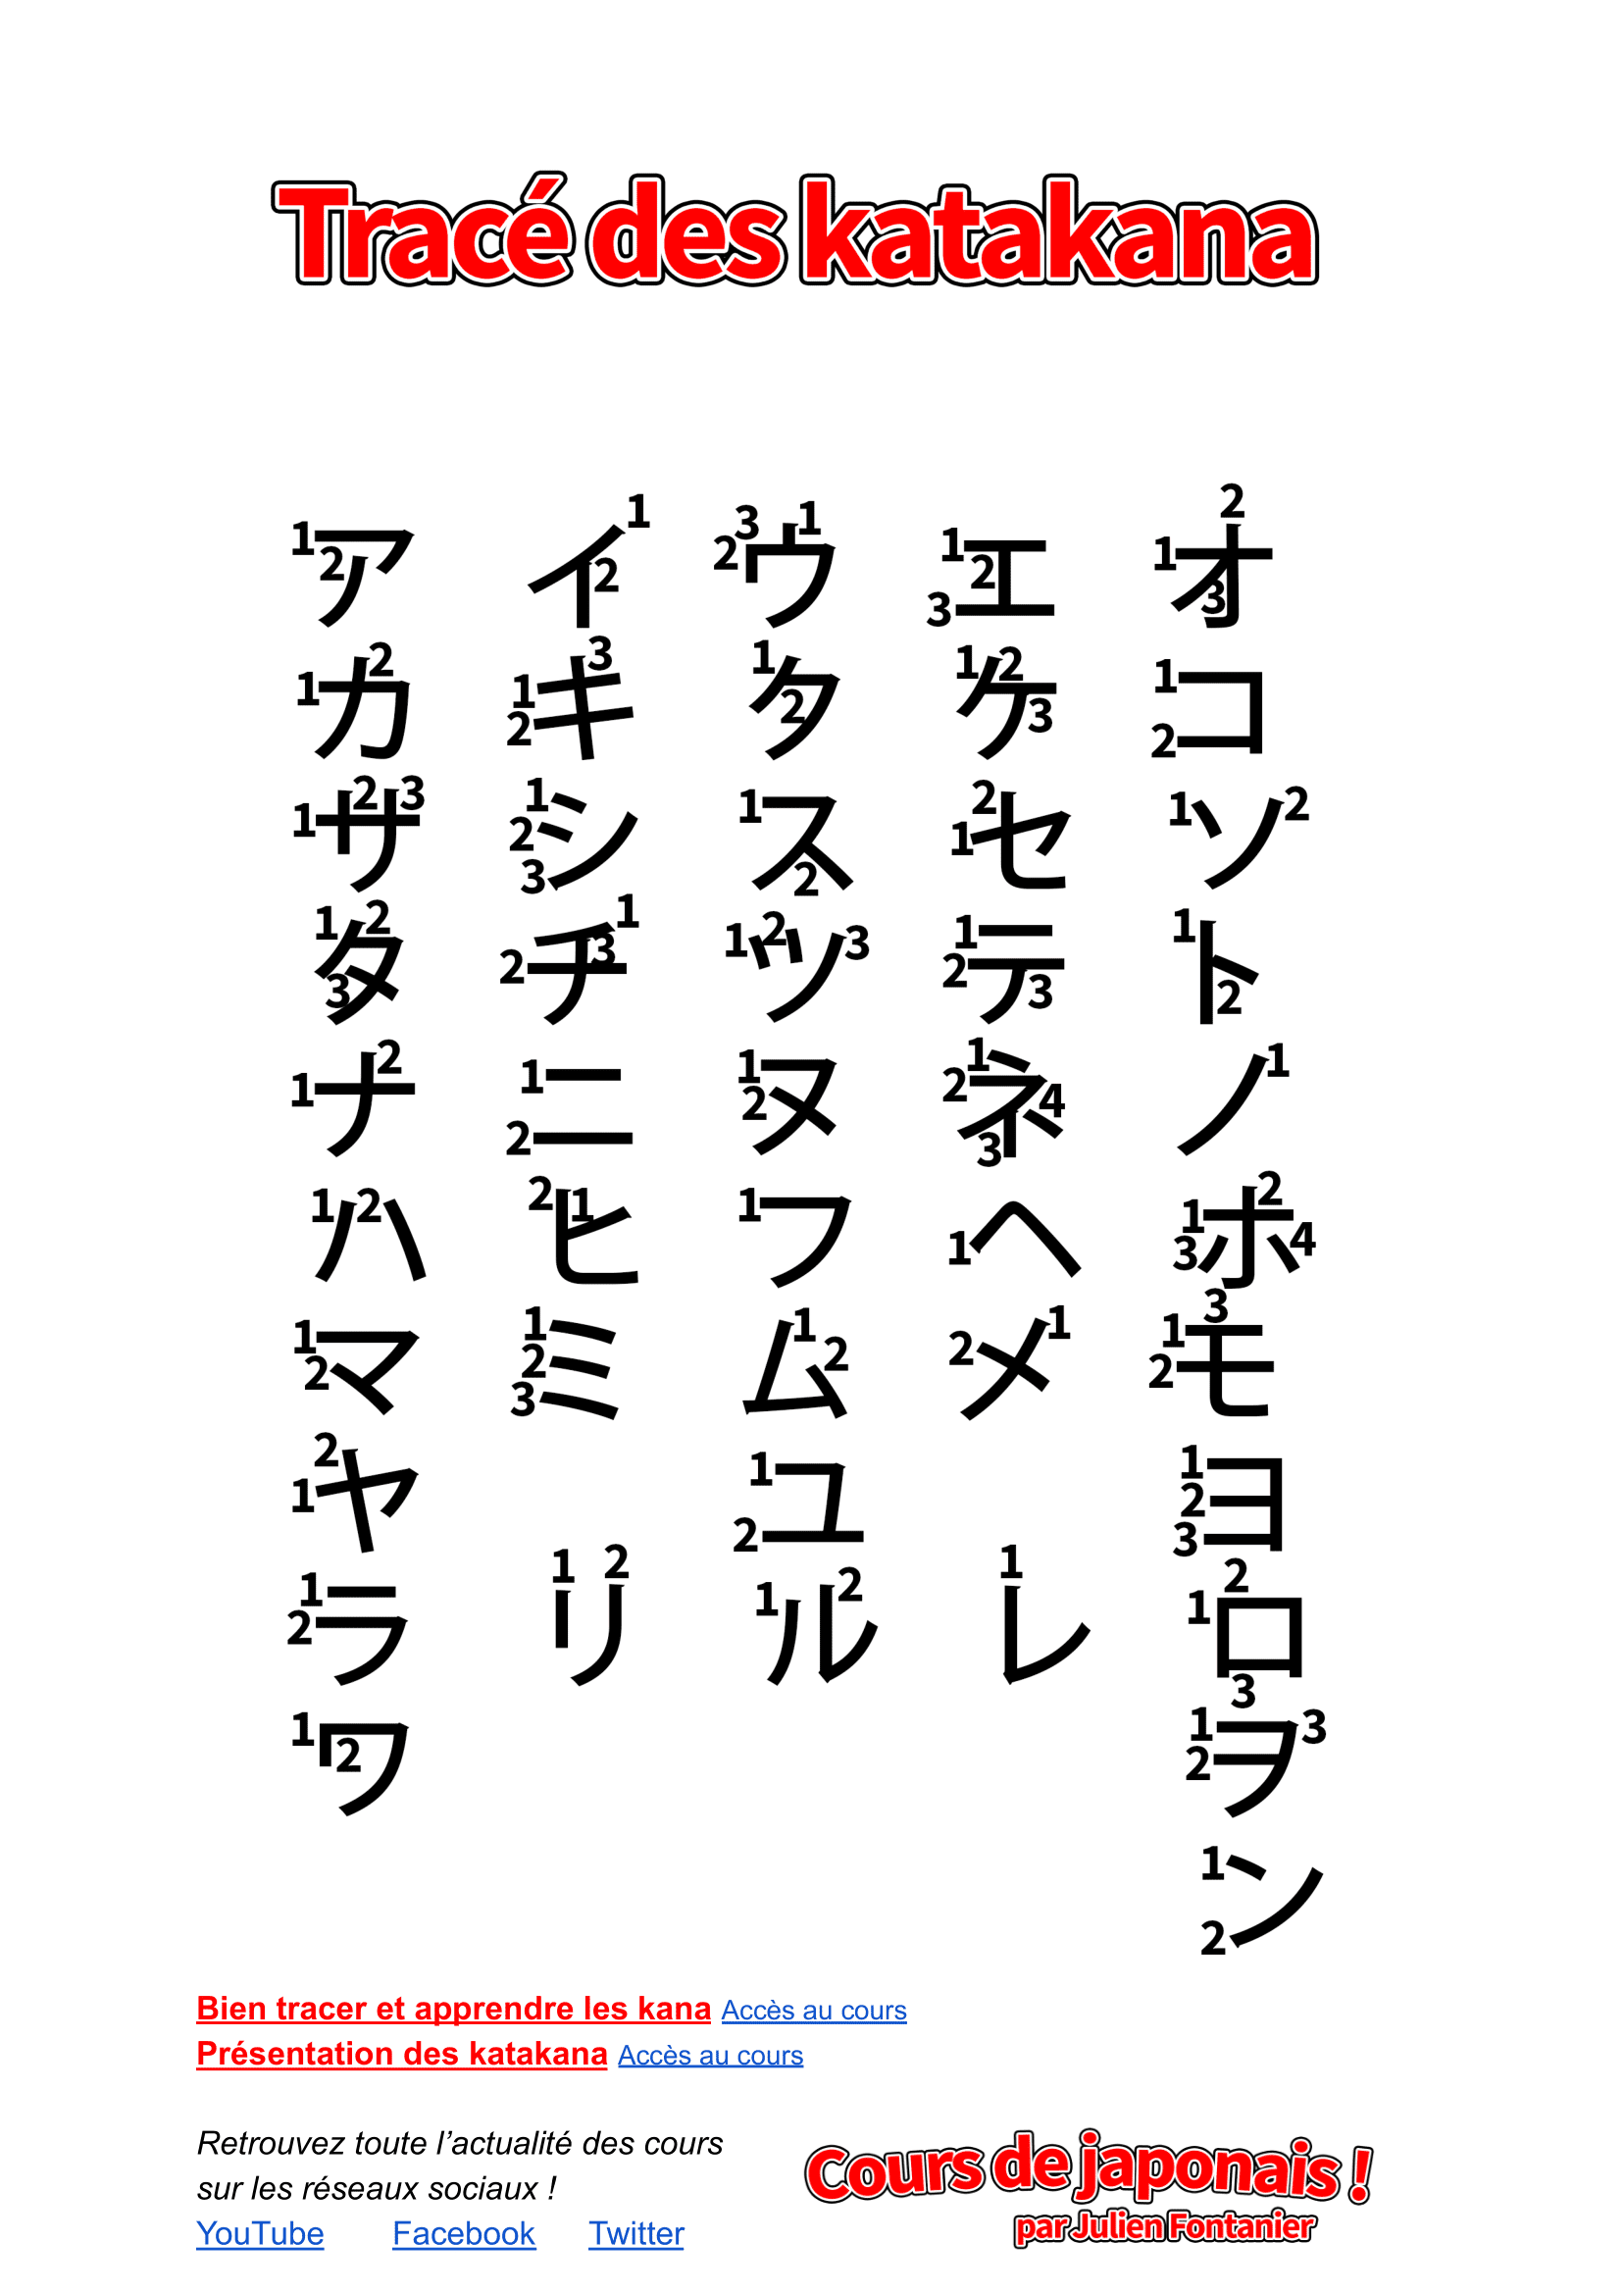 Tracé des katakana
ア イ ウ エ オ
カ キ ク ケ コ
サ シ ス セ ソ
タ チ ツ テ ト
ナ ニ ヌ ネ ノ
ハ ヒ フ ヘ ホ
マ ミ ム メ モ
ヤ ユ ヨ
ラ リ ル レ ロ
ワ ヲ
ン
Bien tracer et apprendre les kana Accès au cours
Présentation des katakana Accès au cours
Retrouvez toute l’actualité des cours
sur les réseaux sociaux !
YouTube Facebook Twitter
Cours de japonais !
par Julien Fontanier